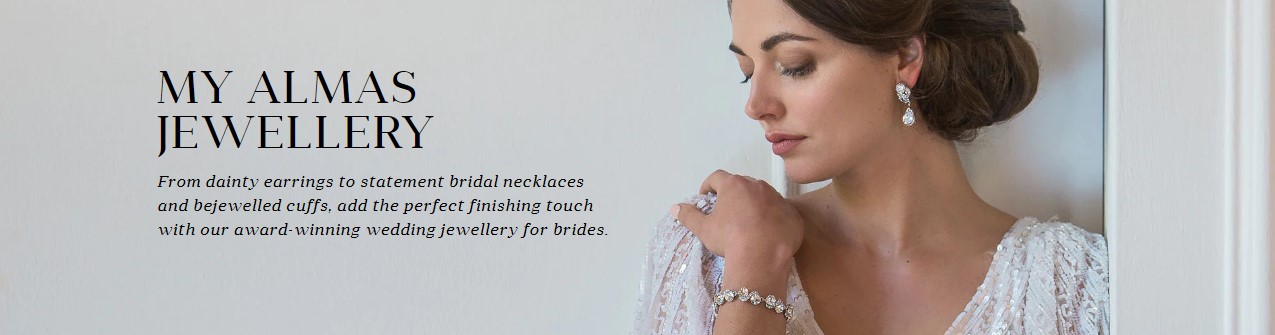 MY ALMAS
JEWELLERY
From dainty earrings to statement bridal necklaces
and bejewelled cuffs, add the perfect finishing touch
with our award-winning wedding jewellery for brides.